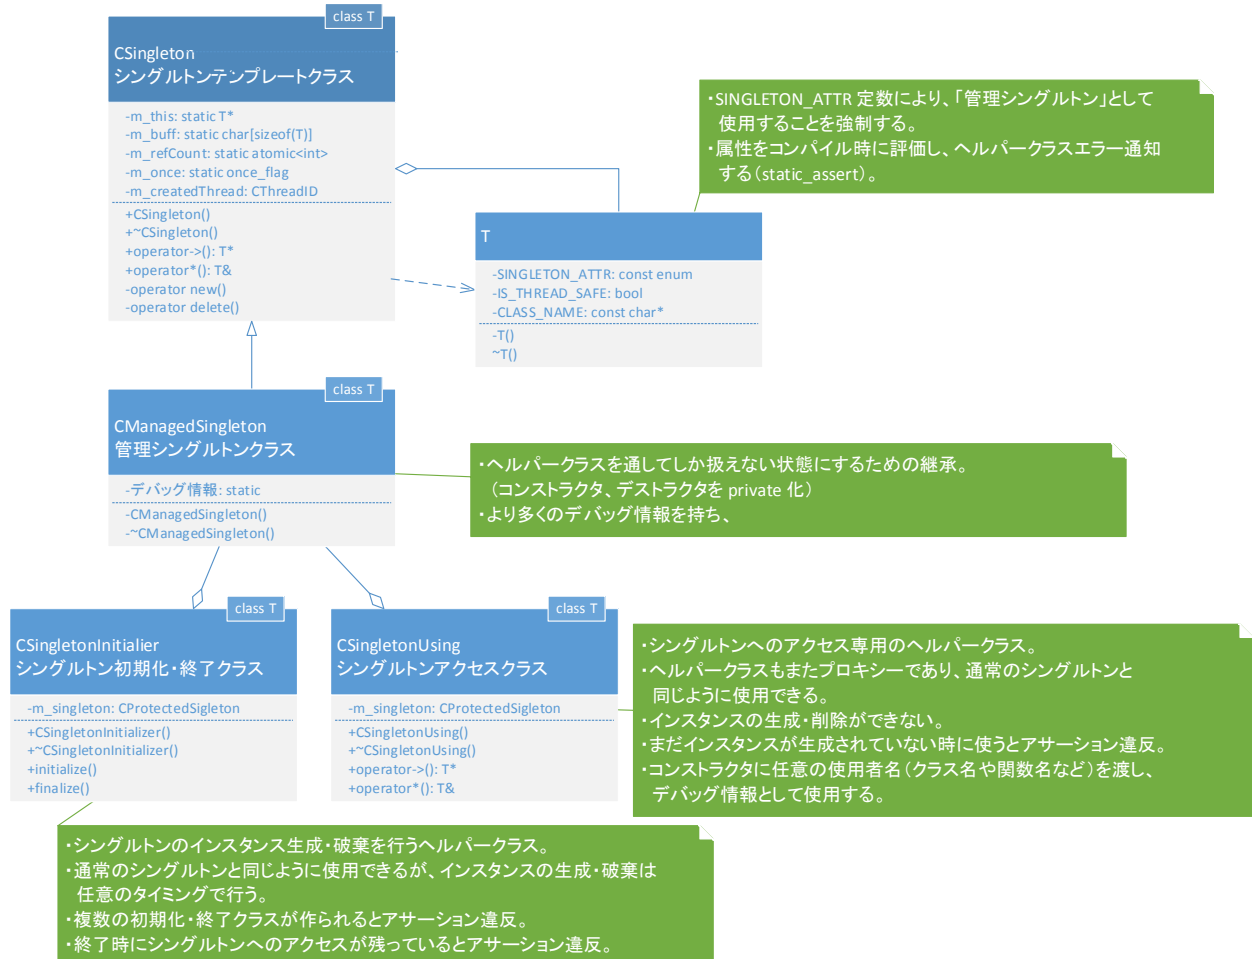 class T
CSingleton
シングルトンテンプレートクラス
-m_this: static T*
-m_buff: static char[sizeof(T)]
-m_refCount: static atomic<int>
-m_once: static once_flag
-m_createdThread: CThreadID
+CSingleton()
+~CSingleton()
+operator->(): T*
+operator*(): T&
-operator new()
-operator delete()
・SINGLETON_ATTR 定数により、「管理シングルトン」として
使用することを強制する。
・属性をコンパイル時に評価し、ヘルパークラスエラー通知
する(static_assert)。
T
-SINGLETON_ATTR: const enum
-IS_THREAD_SAFE: bool
-CLASS_NAME: const char*
-T()
~T()
class T
CManagedSingleton
管理シングルトンクラス
-デバッグ情報: static
-CManagedSingleton()
-~CManagedSingleton()
・ヘルパークラスを通してしか扱えない状態にするための継承。
(コンストラクタ、デストラクタを private 化)
・より多くのデバッグ情報を持ち、
class T
CSingletonInitialier
シングルトン初期化・終了クラス
-m_singleton: CProtectedSigleton
+CSingletonInitializer()
+~CSingletonInitializer()
+initialize()
+finalize()
class T
CSingletonUsing
シングルトンアクセスクラス
-m_singleton: CProtectedSigleton
+CSingletonUsing()
+~CSingletonUsing()
+operator->(): T*
+operator*(): T&
・シングルトンへのアクセス専用のヘルパークラス。
・ヘルパークラスもまたプロキシーであり、通常のシングルトンと
同じように使用できる。
・インスタンスの生成・削除ができない。
・まだインスタンスが生成されていない時に使うとアサーション違反。
・コンストラクタに任意の使用者名(クラス名や関数名など)を渡し、
デバッグ情報として使用する。
・シングルトンのインスタンス生成・破棄を行うヘルパークラス。
・通常のシングルトンと同じように使用できるが、インスタンスの生成・破棄は
任意のタイミングで行う。
・複数の初期化・終了クラスが作られるとアサーション違反。
・終了時にシングルトンへのアクセスが残っているとアサーション違反。